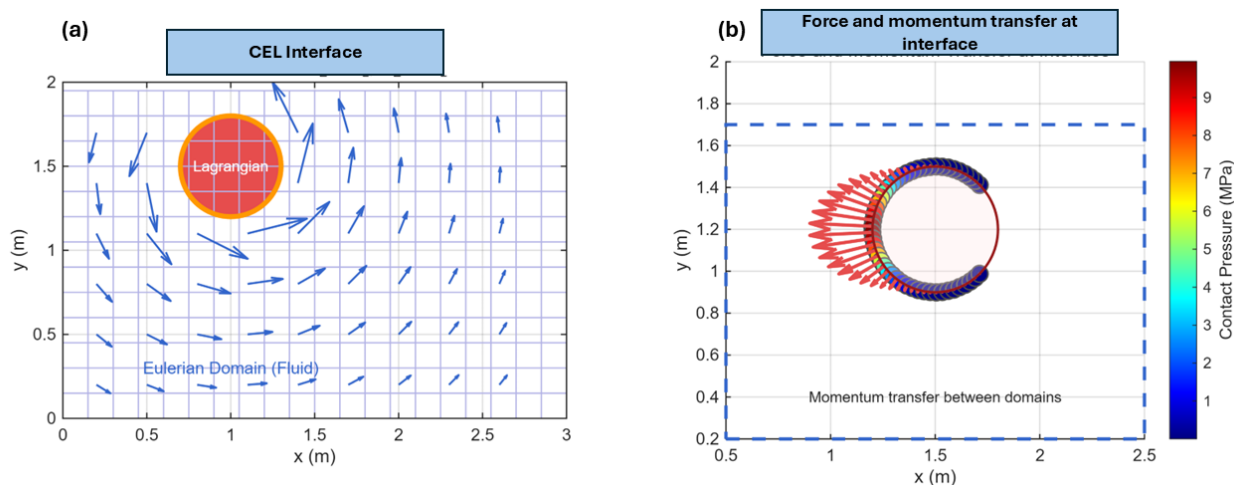 (a)
CEL Interface
2
1.5
1
0.5
0
Lagrangian
Eulerian Domain (Fluid)
0 0.5 1 1.5 2 2.5 3
x (m)
y (m)
(b)
Force and momentum transfer at
interface
2
1.8
1.6
1.4
1.2
1
0.8
0.6
0.4
0.2
Momentum transfer between domains
0.5 1 1.5 2 2.5
x (m)
y (m)
9
8
7
6
5
4
3
2
1
Contact Pressure (MPa)